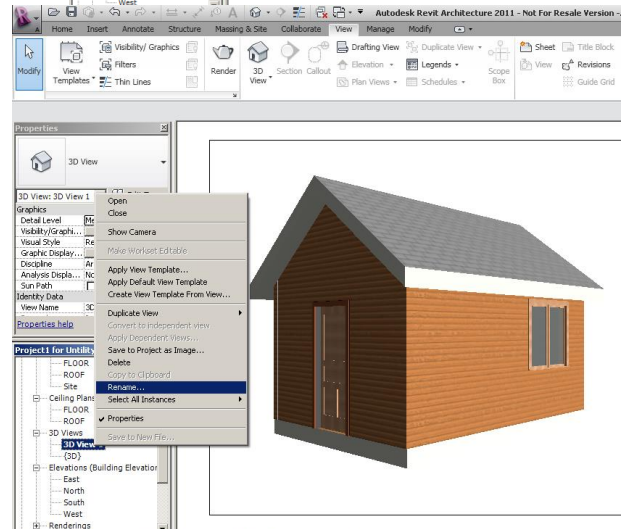 West
Autodesk Revit Architecture 2011 - Not For Resale Version -
Home Insert Annotate Structure Massing & Site Collaborate View Manage Modify
Modify
View Templates
Visibility/ Graphics
Filters
Thin Lines
Render
3D View
Section
Callout
Drafting View
Elevation
Plan Views
Duplicate View
Legends
Schedules
Scope Box
Sheet
View
Title Block
Revisions
Guide Grid
Properties
3D View
3D View: 3D View 1
Graphics
Detail Level Me
Visibility/Graphi...
Visual Style Re
Graphic Display...
Discipline Ar
Analysis Displa... No
Sun Path
Identity Data
View Name 3D
Properties help
Open
Close
Show Camera
Make Workset Editable
Apply View Template...
Apply Default View Template
Create View Template From View...
Duplicate View
Convert to independent view
Apply Dependent Views...
Save to Project as Image...
Delete
Copy to Clipboard
Rename...
Select All Instances
Properties
Save to New File...
Project1 for Untility
FLOOR
ROOF
Site
Ceiling Plans
FLOOR
ROOF
3D Views
3D View
{3D}
Elevations (Building Elevation
East
North
South
West
Renderings